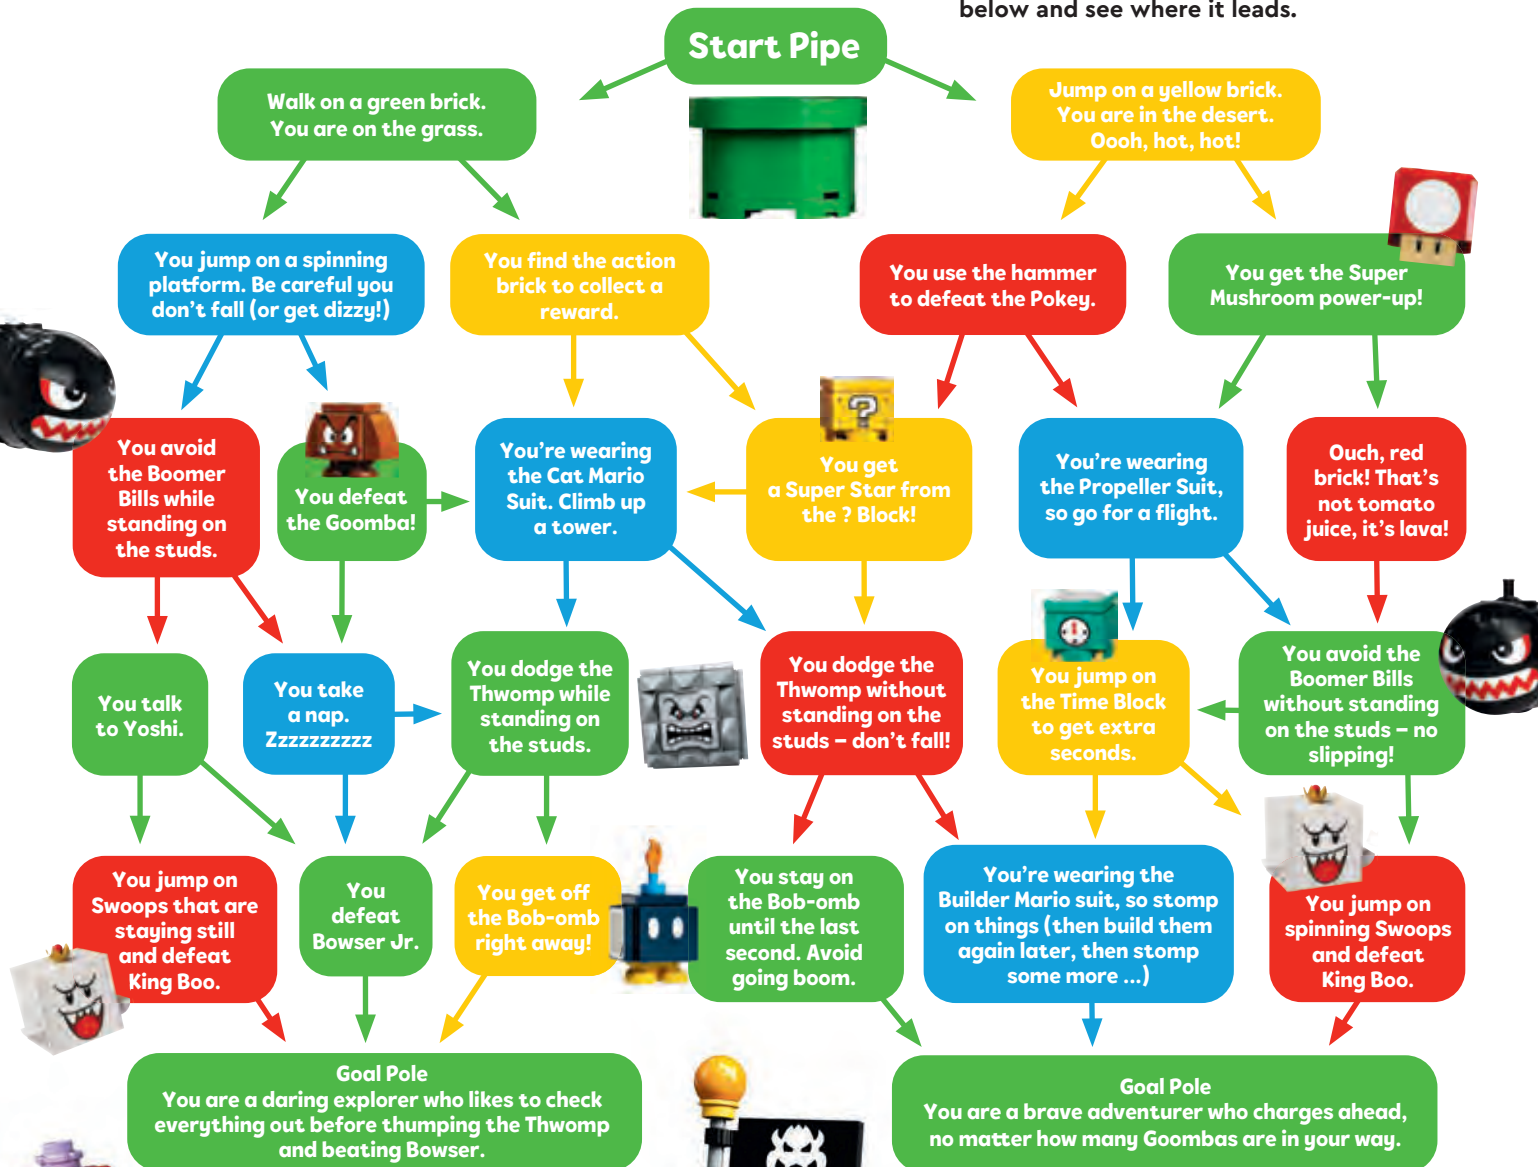 below and see where it leads.
Start Pipe
Walk on a green brick.
You are on the grass.
Jump on a yellow brick.
You are in the desert.
Oooh, hot, hot!
You jump on a spinning
platform. Be careful you
don't fall (or get dizzy!)
You find the action
brick to collect a
reward.
You use the hammer
to defeat the Pokey.
You get the Super
Mushroom power-up!
You avoid
the Boomer
Bills while
standing on
the studs.
You defeat
the Goomba!
You're wearing
the Cat Mario
Suit. Climb up
a tower.
?
You get
a Super Star from
the ? Block!
You're wearing
the Propeller Suit,
so go for a flight.
Ouch, red
brick! That's
not tomato
juice, it's lava!
You talk
to Yoshi.
You take
a nap.
Zzzzzzzzzz
You dodge the
Thwomp while
standing on
the studs.
You dodge the
Thwomp without
standing on the
studs – don't fall!
You jump on
the Time Block
to get extra
seconds.
You avoid the
Boomer Bills
without standing
on the studs – no
slipping!
You jump on
Swoops that are
staying still
and defeat
King Boo.
You
defeat
Bowser Jr.
You get off
the Bob-omb
right away!
You stay on
the Bob-omb
until the last
second. Avoid
going boom.
You're wearing the
Builder Mario suit, so stomp
on things (then build them
again later, then stomp
some more ...)
You jump on
spinning Swoops
and defeat
King Boo.
Goal Pole
You are a daring explorer who likes to check
everything out before thumping the Thwomp
and beating Bowser.
Goal Pole
You are a brave adventurer who charges ahead,
no matter how many Goombas are in your way.